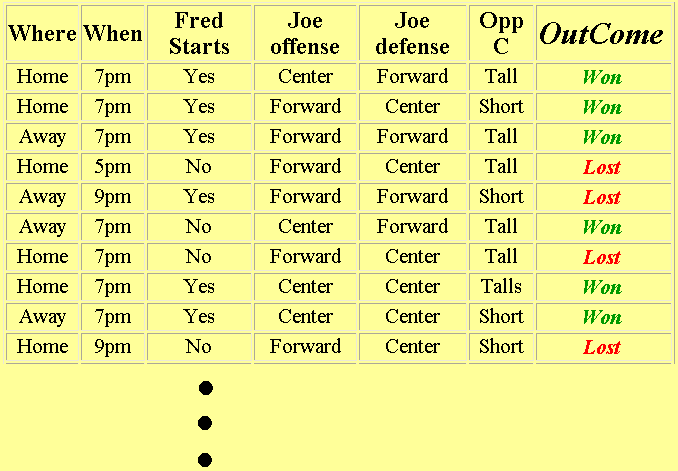 Where When Fred Starts Joe offense Joe defense Opp C OutCome
Home 7pm Yes Center Forward Tall Won
Home 7pm Yes Forward Center Short Won
Away 7pm Yes Forward Forward Tall Won
Home 5pm No Forward Center Tall Lost
Away 9pm Yes Forward Forward Short Lost
Away 7pm No Center Forward Tall Won
Home 7pm No Forward Center Tall Lost
Home 7pm Yes Center Center Talls Won
Away 7pm Yes Center Center Short Won
Home 9pm No Forward Center Short Lost